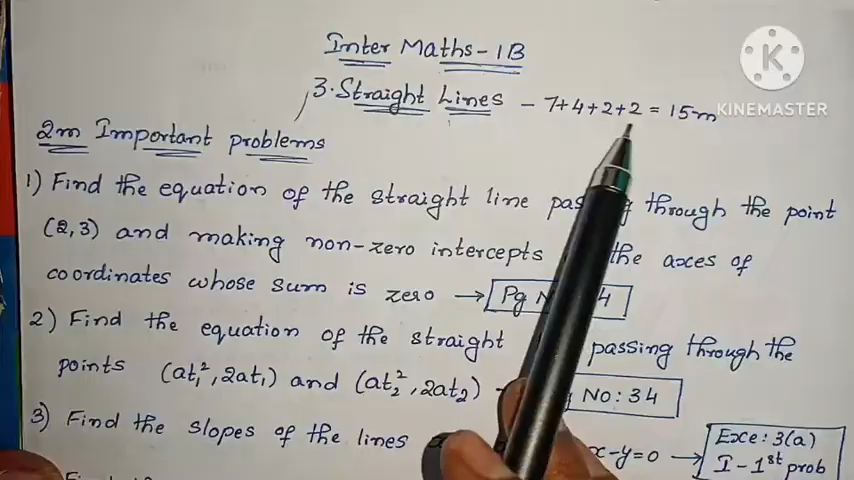 Inter Maths-1B
3. Straight Lines - 7+4+2+2 = 15m
K
KINEMASTER
2m Important problems
1) Find the equation of the straight line passing through the point
(2,3) and making non-zero intercepts the axes of
coordinates whose sum is zero → Pg 4
2) Find the equation of the straight passing through the
points (at₁², 2at₁) and (at₂², 2at₂) No: 34
3) Find the slopes of the lines x-y=0 → Exe: 3(a)
I-1st prob